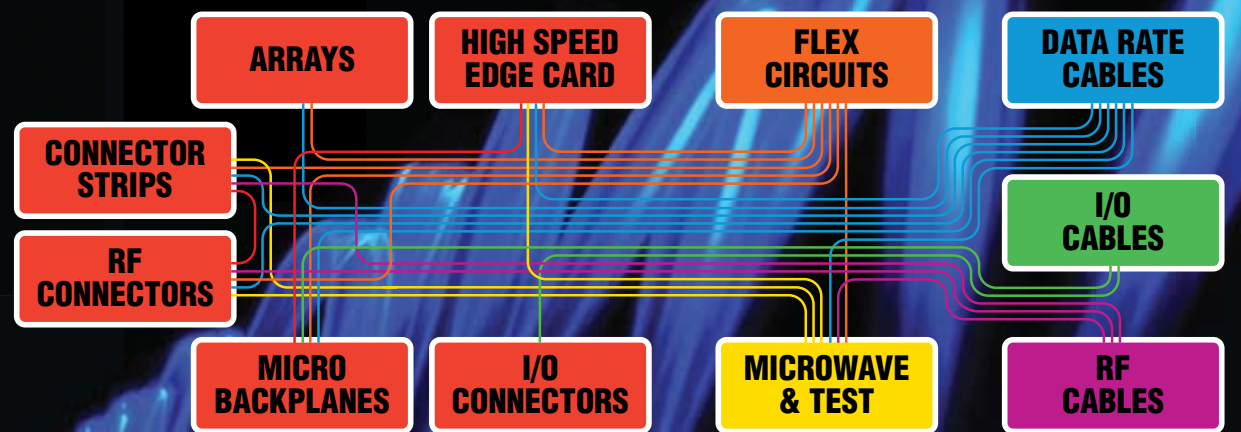 ARRAYS
HIGH SPEED
EDGE CARD
FLEX
CIRCUITS
DATA RATE
CABLES
CONNECTOR
STRIPS
I/O
CABLES
RF
CONNECTORS
MICRO
BACKPLANES
I/O
CONNECTORS
MICROWAVE
& TEST
RF
CABLES